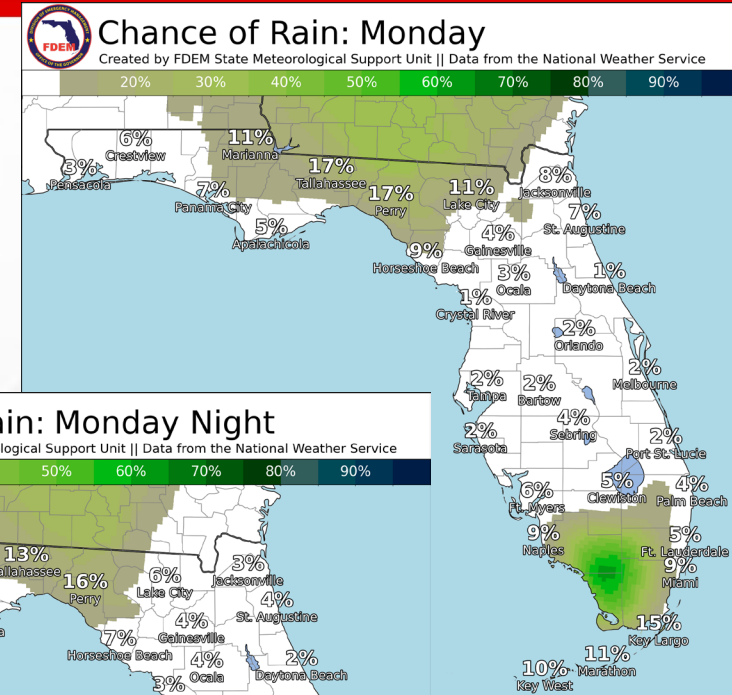 FDEM
Chance of Rain: Monday
Created by FDEM State Meteorological Support Unit || Data from the National Weather Service
20% 30% 40% 50% 60% 70% 80% 90%
6%
Crestview
11%
Marianna
3%
Pensacola
7%
Panama City
17%
Tallahassee
17%
Perry
11%
Lake City
8%
Jacksonville
7%
St. Augustine
5%
Apalachicola
4%
Gainesville
9%
Horseshoe Beach
3%
Ocala
1%
Daytona Beach
1%
Crystal River
2%
Orlando
2%
Melbourne
2%
Tampa
2%
Bartow
4%
Sebring
2%
Sarasota
2%
Port St. Lucie
5%
Clewiston
4%
Palm Beach
6%
Ft. Myers
9%
Naples
5%
Ft. Lauderdale
9%
Miami
15%
Key Largo
11%
Marathon
10%
Key West
ain: Monday Night
logical Support Unit || Data from the National Weather Service
50% 60% 70% 80% 90%
13%
allahassee
16%
Perry
6%
Lake City
3%
Jacksonville
4%
St. Augustine
a
7%
Horseshoe Beach
4%
Gainesville
4%
Ocala
2%
Daytona Beach
3%